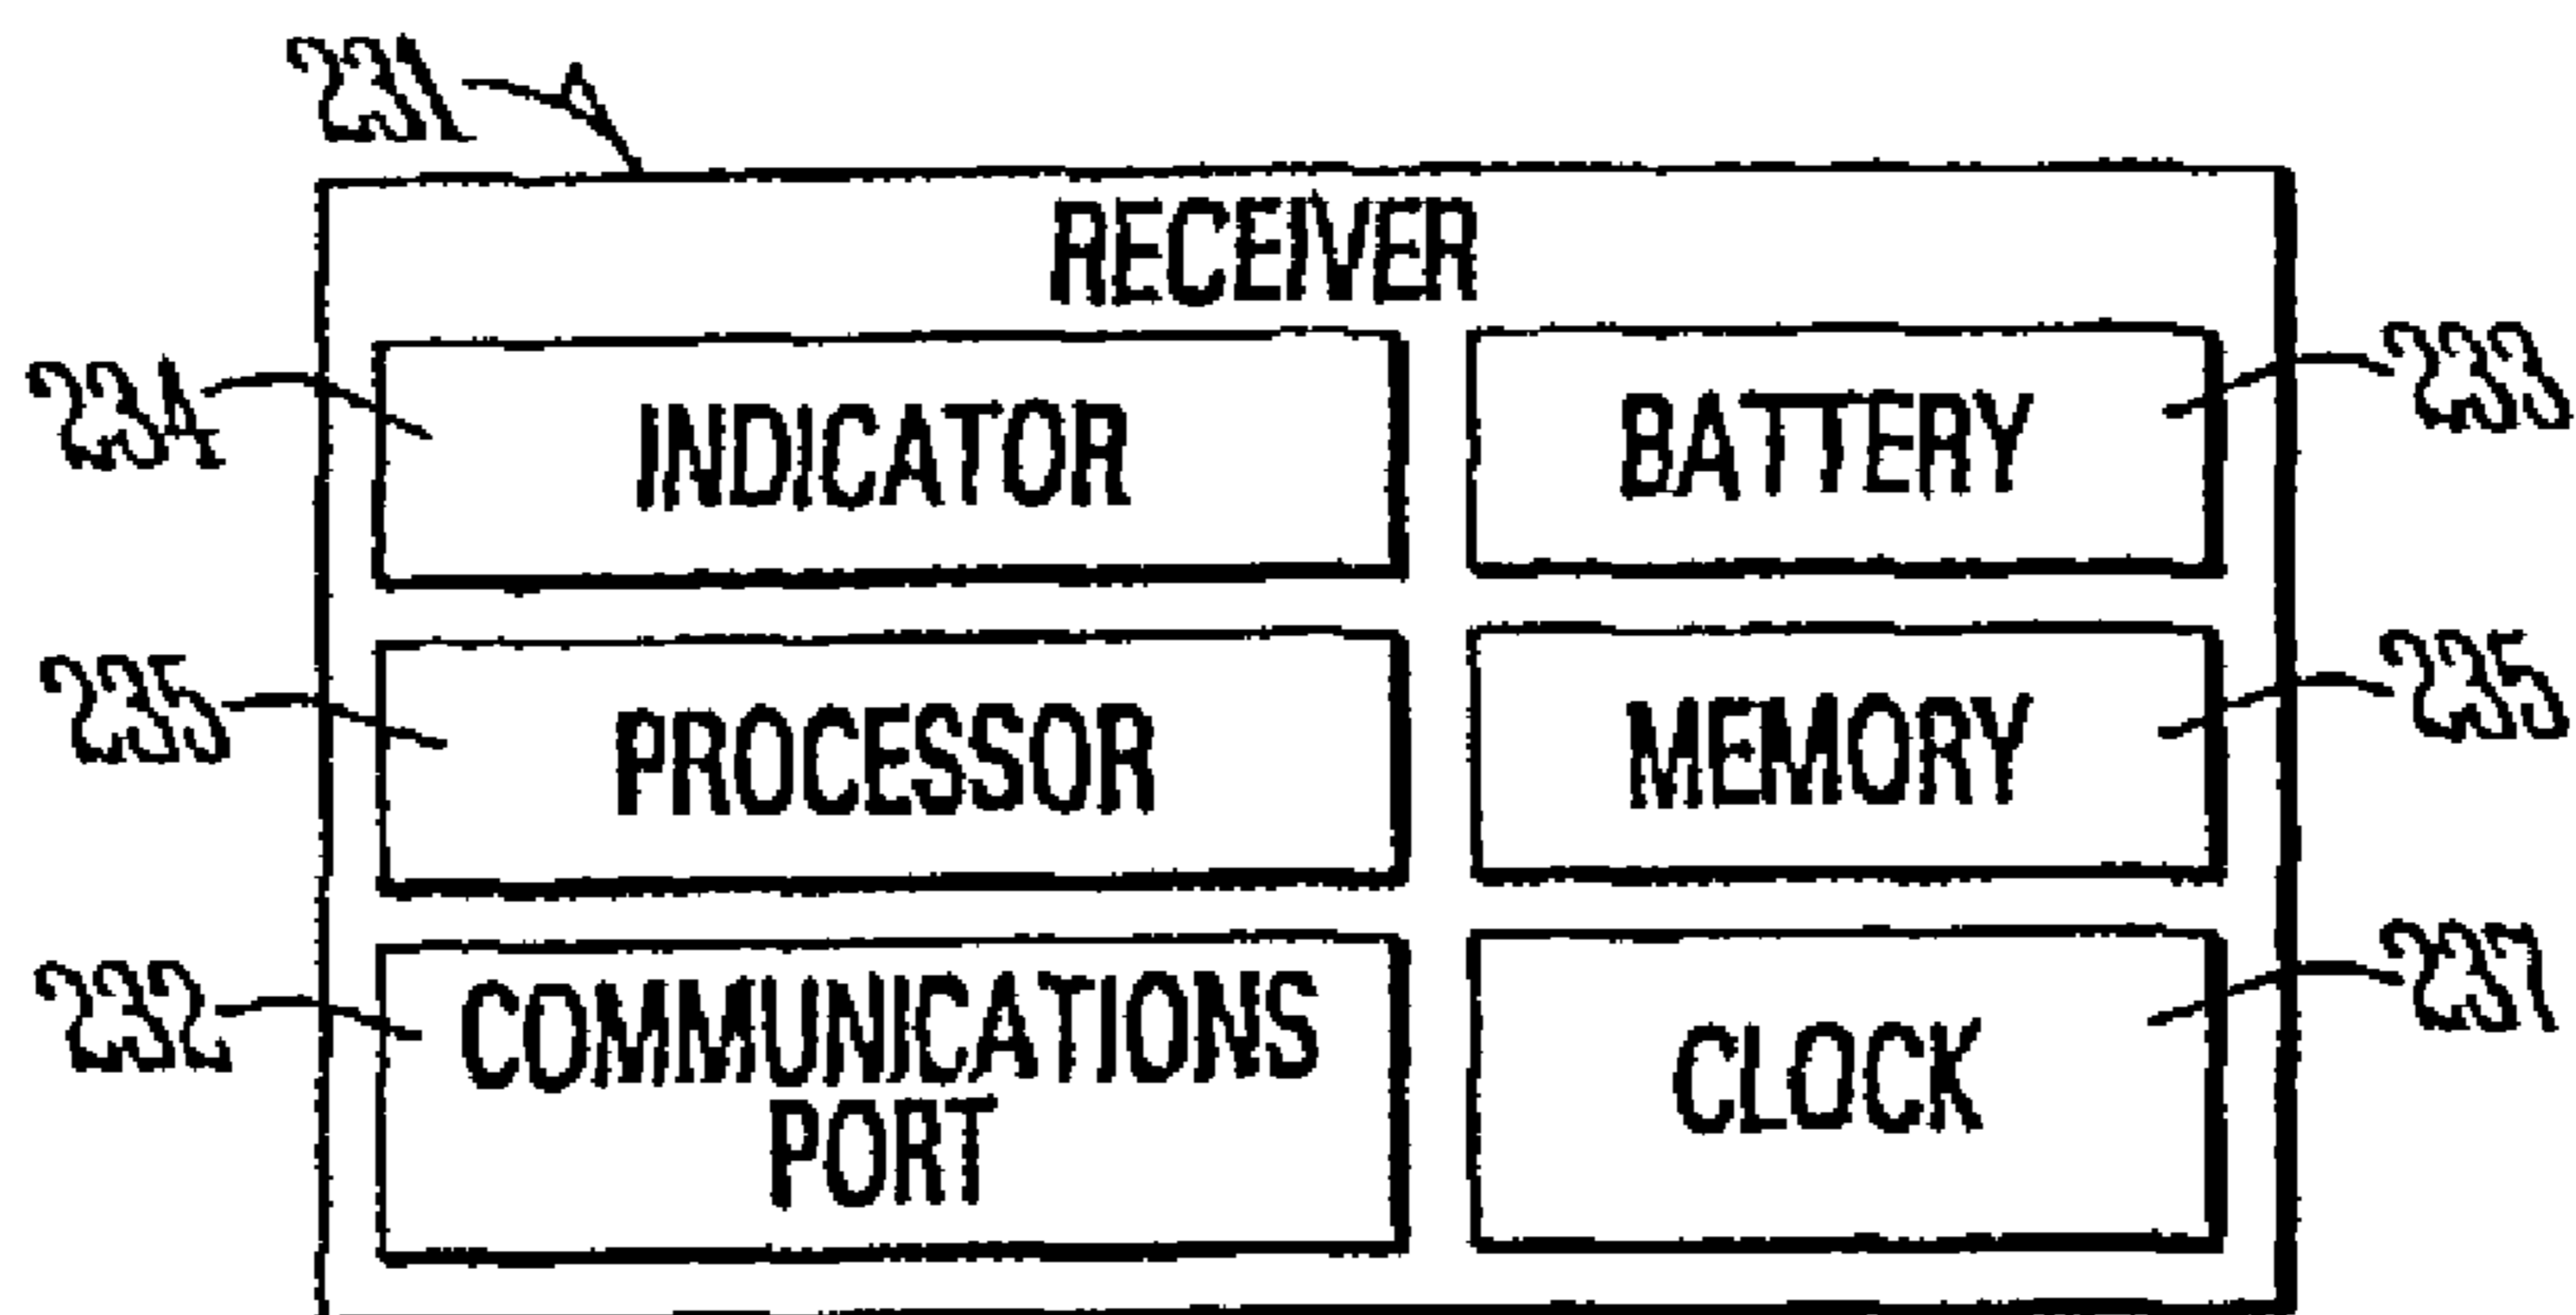 231
RECEIVER
234
INDICATOR
BATTERY
233
235
PROCESSOR
MEMORY
235
232
COMMUNICATIONS
PORT
CLOCK
237